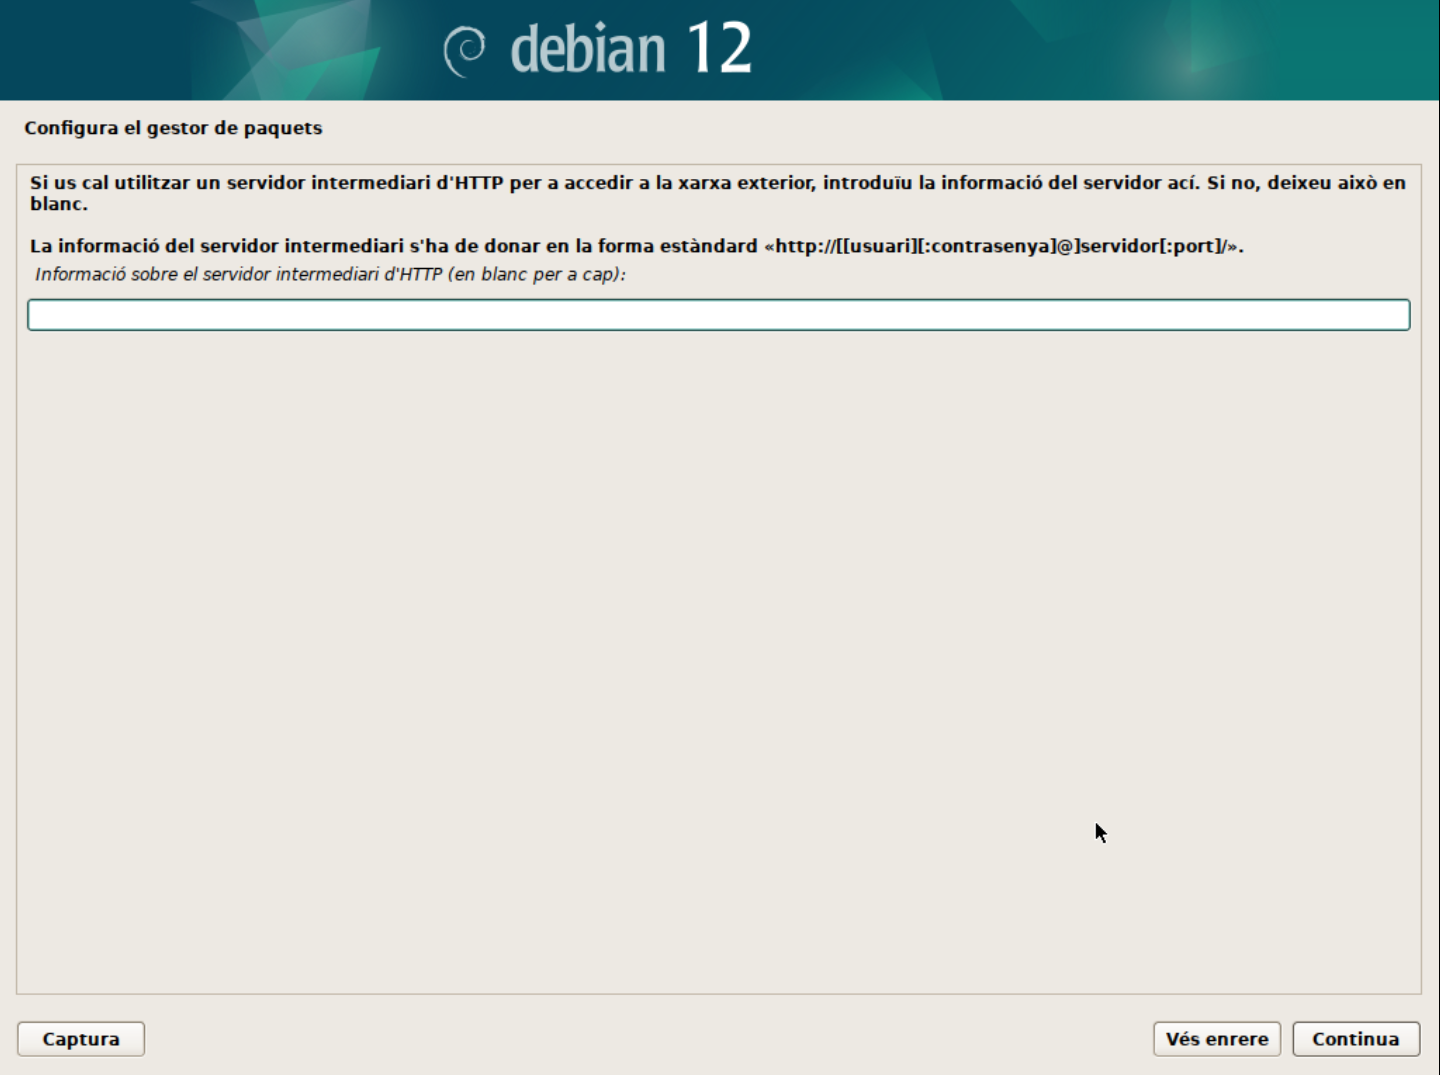 debian 12
Configura el gestor de paquets
Si us cal utilitzar un servidor intermediari d'HTTP per a accedir a la xarxa exterior, introduïu la informació del servidor ací. Si no, deixeu això en
blanc.
La informació del servidor intermediari s'ha de donar en la forma estàndard «http://[[usuari][:contrasenya]@]servidor[:port]/».
Informació sobre el servidor intermediari d'HTTP (en blanc per a cap):
Captura
Vés enrere
Continua